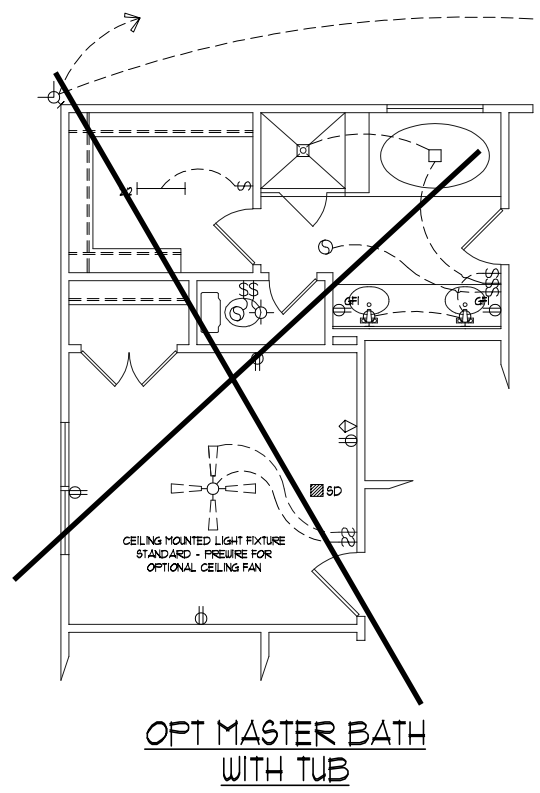 $
$$
$$$
GFI
GFI
SD
$$
CEILING MOUNTED LIGHT FIXTURE
STANDARD - PREWIRE FOR
OPTIONAL CEILING FAN
OPT MASTER BATH
WITH TUB